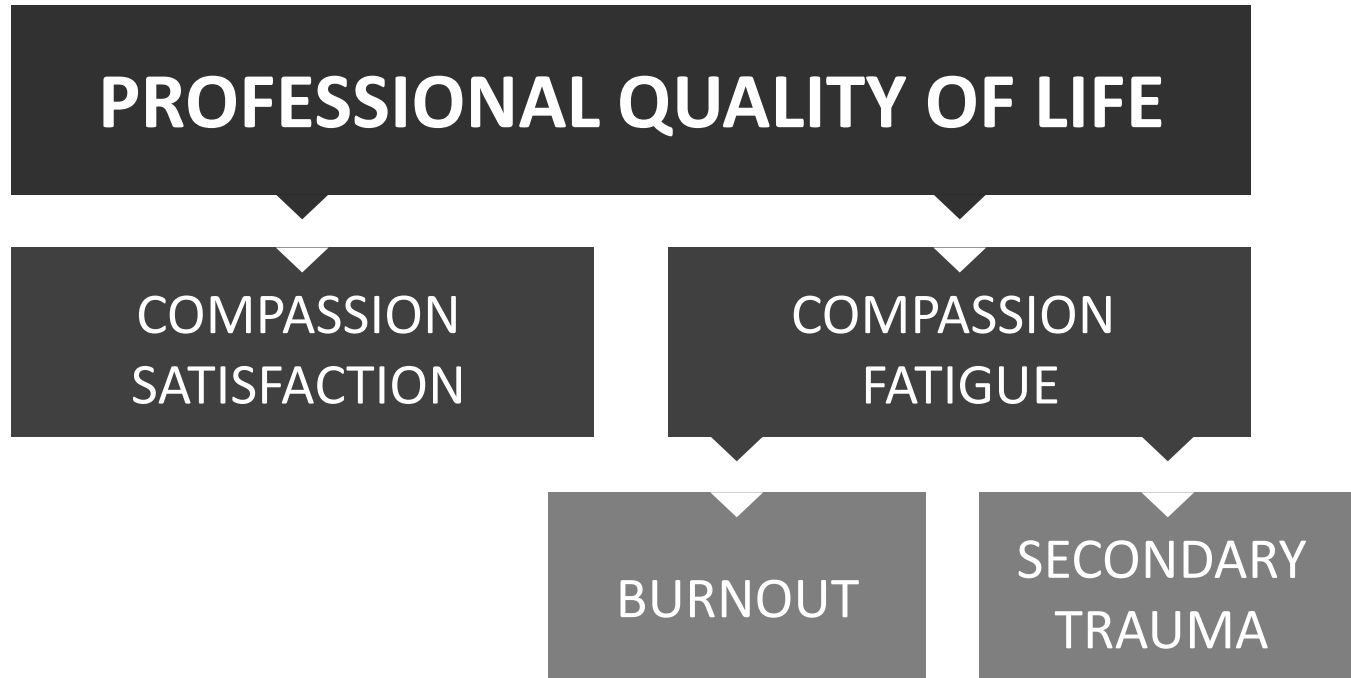 PROFESSIONAL QUALITY OF LIFE
COMPASSION
SATISFACTION
COMPASSION
FATIGUE
BURNOUT
SECONDARY
TRAUMA